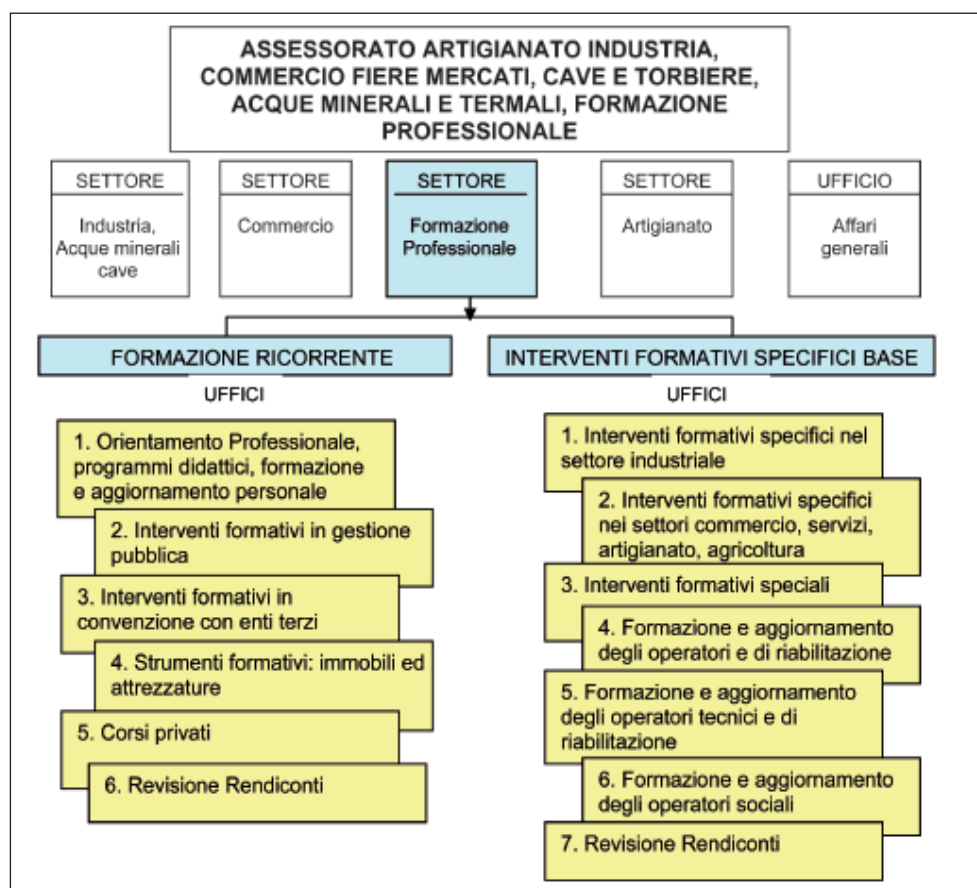 ASSESSORATO ARTIGIANATO INDUSTRIA,
COMMERCIO FIERE MERCATI, CAVE E TORBIERE,
ACQUE MINERALI E TERMALI, FORMAZIONE
PROFESSIONALE
SETTORE
Industria,
Acque minerali
cave
SETTORE
Commercio
SETTORE
Formazione
Professionale
SETTORE
Artigianato
UFFICIO
Affari
generali
FORMAZIONE RICORRENTE
UFFICI
1. Orientamento Professionale,
programmi didattici, formazione
e aggiornamento personale
2. Interventi formativi in gestione
pubblica
3. Interventi formativi in
convenzione con enti terzi
4. Strumenti formativi: immobili ed
attrezzature
5. Corsi privati
6. Revisione Rendiconti
INTERVENTI FORMATIVI SPECIFICI BASE
UFFICI
1. Interventi formativi specifici nel
settore industriale
2. Interventi formativi specifici
nei settori commercio, servizi,
artigianato, agricoltura
3. Interventi formativi speciali
4. Formazione e aggiornamento
degli operatori e di riabilitazione
5. Formazione e aggiornamento
degli operatori tecnici e di
riabilitazione
6. Formazione e aggiornamento
degli operatori sociali
7. Revisione Rendiconti